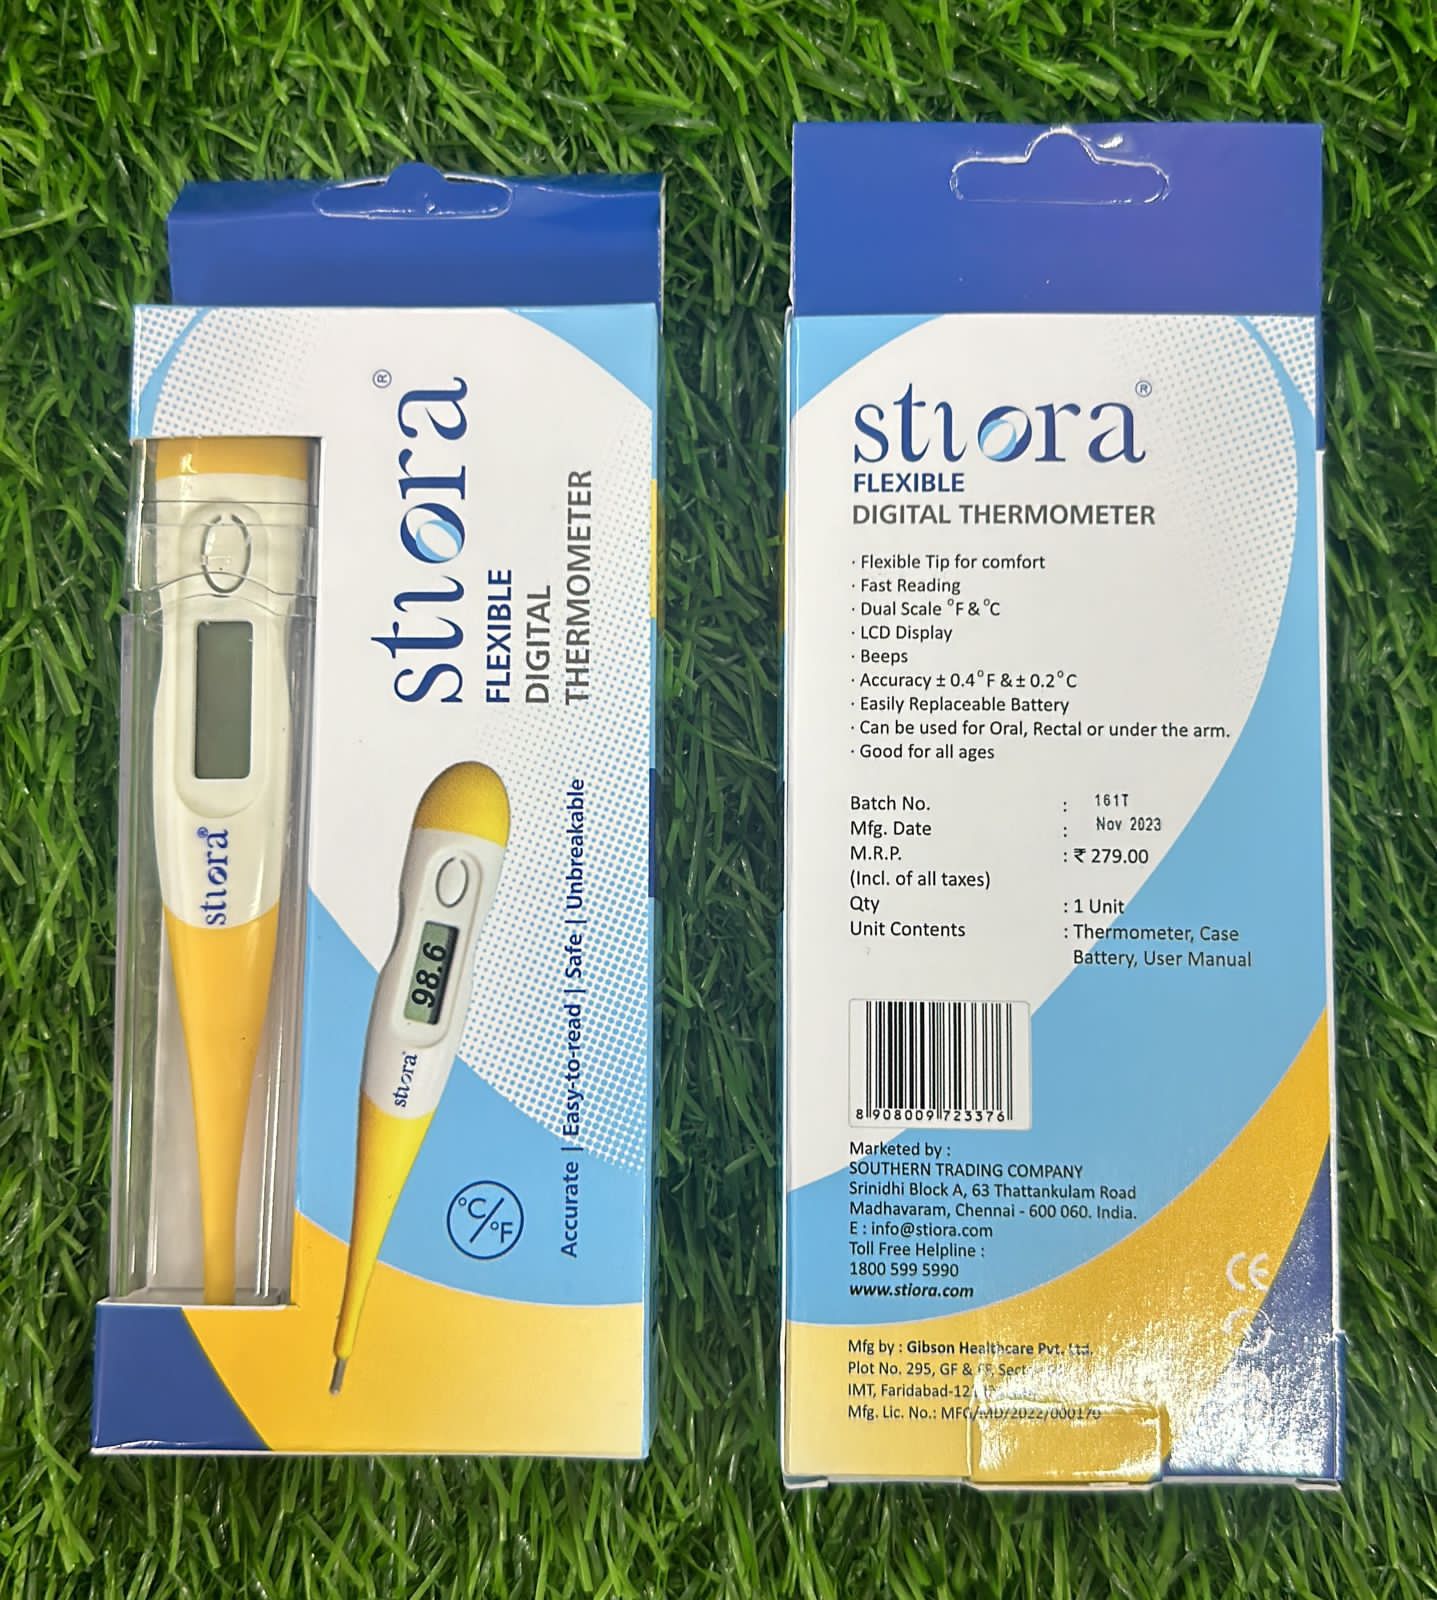 stiora®
FLEXIBLE
DIGITAL
THERMOMETER
Accurate | Easy-to-read | Safe | Unbreakable
98.6
stiora®
°C/°F
stiora®
stiora®
FLEXIBLE
DIGITAL THERMOMETER
· Flexible Tip for comfort
· Fast Reading
· Dual Scale °F & °C
· LCD Display
· Beeps
· Accuracy ± 0.4°F & ± 0.2°C
· Easily Replaceable Battery
· Can be used for Oral, Rectal or under the arm.
· Good for all ages
Batch No. : 161T
Mfg. Date : Nov 2023
M.R.P. : ₹ 279.00
(Incl. of all taxes)
Qty : 1 Unit
Unit Contents : Thermometer, Case
Battery, User Manual
8 908009 723376
Marketed by :
SOUTHERN TRADING COMPANY
Srinidhi Block A, 63 Thattankulam Road
Madhavaram, Chennai - 600 060. India.
E : info@stiora.com
Toll Free Helpline :
1800 599 5990
www.stiora.com
CE
Mfg by : Gibson Healthcare Pvt. Ltd.
Plot No. 295, GF &
IMT, Faridabad-
Mfg. Lic. No.: MFG/MD/2022/000170